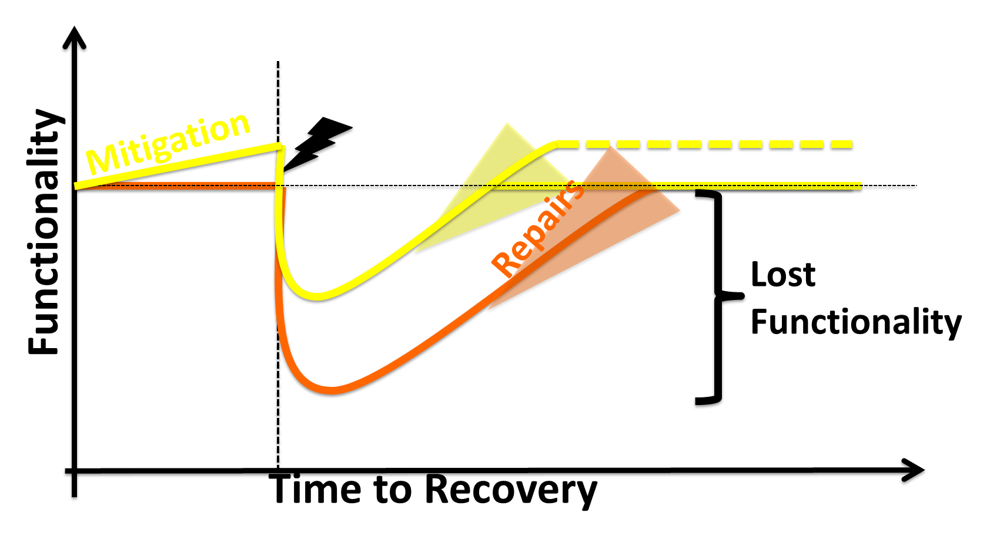 Functionality
Mitigation
Repairs
Lost
Functionality
Time to Recovery